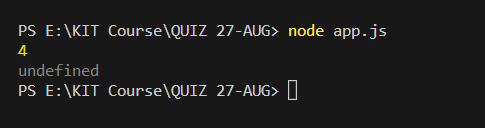 PS E:\KIT Course\QUIZ 27-AUG> node app.js
4
undefined
PS E:\KIT Course\QUIZ 27-AUG>